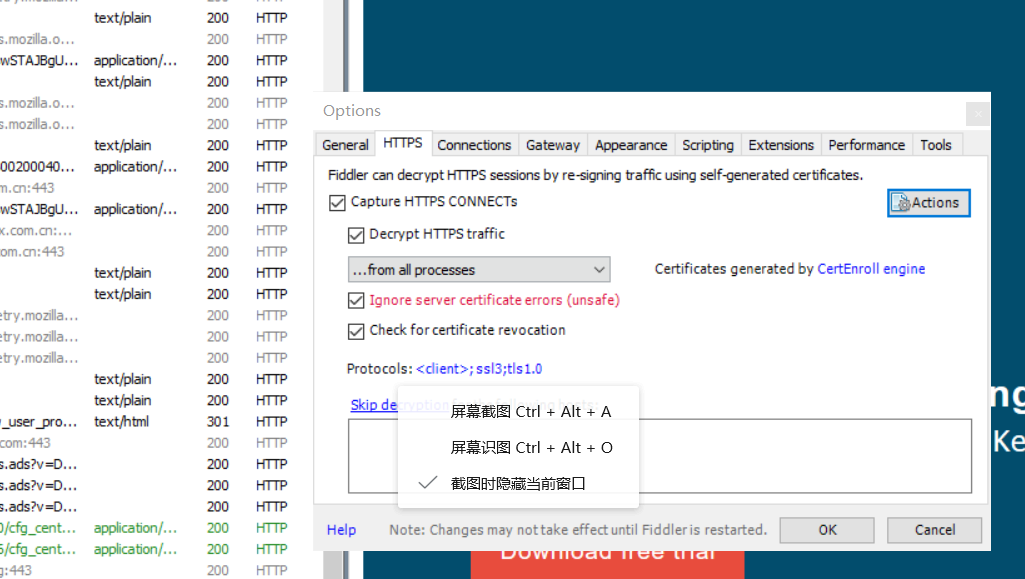 etry.mozilla...
text/plain 200 HTTP
s.mozilla.o... 200 HTTP
wSTAJBgU... application/... 200 HTTP
text/plain 200 HTTP
s.mozilla.o... 200 HTTP
s.mozilla.o... 200 HTTP
text/plain 200 HTTP
00200040... application/... 200 HTTP
m.cn:443 200 HTTP
wSTAJBgU... application/... 200 HTTP
x.com.cn:... 200 HTTP
om.cn:443 200 HTTP
text/plain 200 HTTP
text/plain 200 HTTP
etry.mozilla... 200 HTTP
etry.mozilla... 200 HTTP
etry.mozilla... 200 HTTP
text/plain 200 HTTP
text/plain 200 HTTP
_user_pro... text/html 301 HTTP
com:443 200 HTTP
s.ads?v=D... 200 HTTP
s.ads?v=D... 200 HTTP
s.ads?v=D... 200 HTTP
0/cfg_cent... application/... 200 HTTP
5/cfg_cent... application/... 200 HTTP
g:443 200 HTTP
Options
General HTTPS Connections Gateway Appearance Scripting Extensions Performance Tools
Fiddler can decrypt HTTPS sessions by re-signing traffic using self-generated certificates.
Capture HTTPS CONNECTs
Actions
Decrypt HTTPS traffic
...from all processes
Certificates generated by CertEnroll engine
Ignore server certificate errors (unsafe)
Check for certificate revocation
Protocols: <client>;ssl3;tls1.0
Skip decryption
屏幕截图 Ctrl + Alt + A
屏幕识图 Ctrl + Alt + O
截图时隐藏当前窗口
Help
Note: Changes may not take effect until Fiddler is restarted.
OK
Cancel
ng
Ke
Download free trial